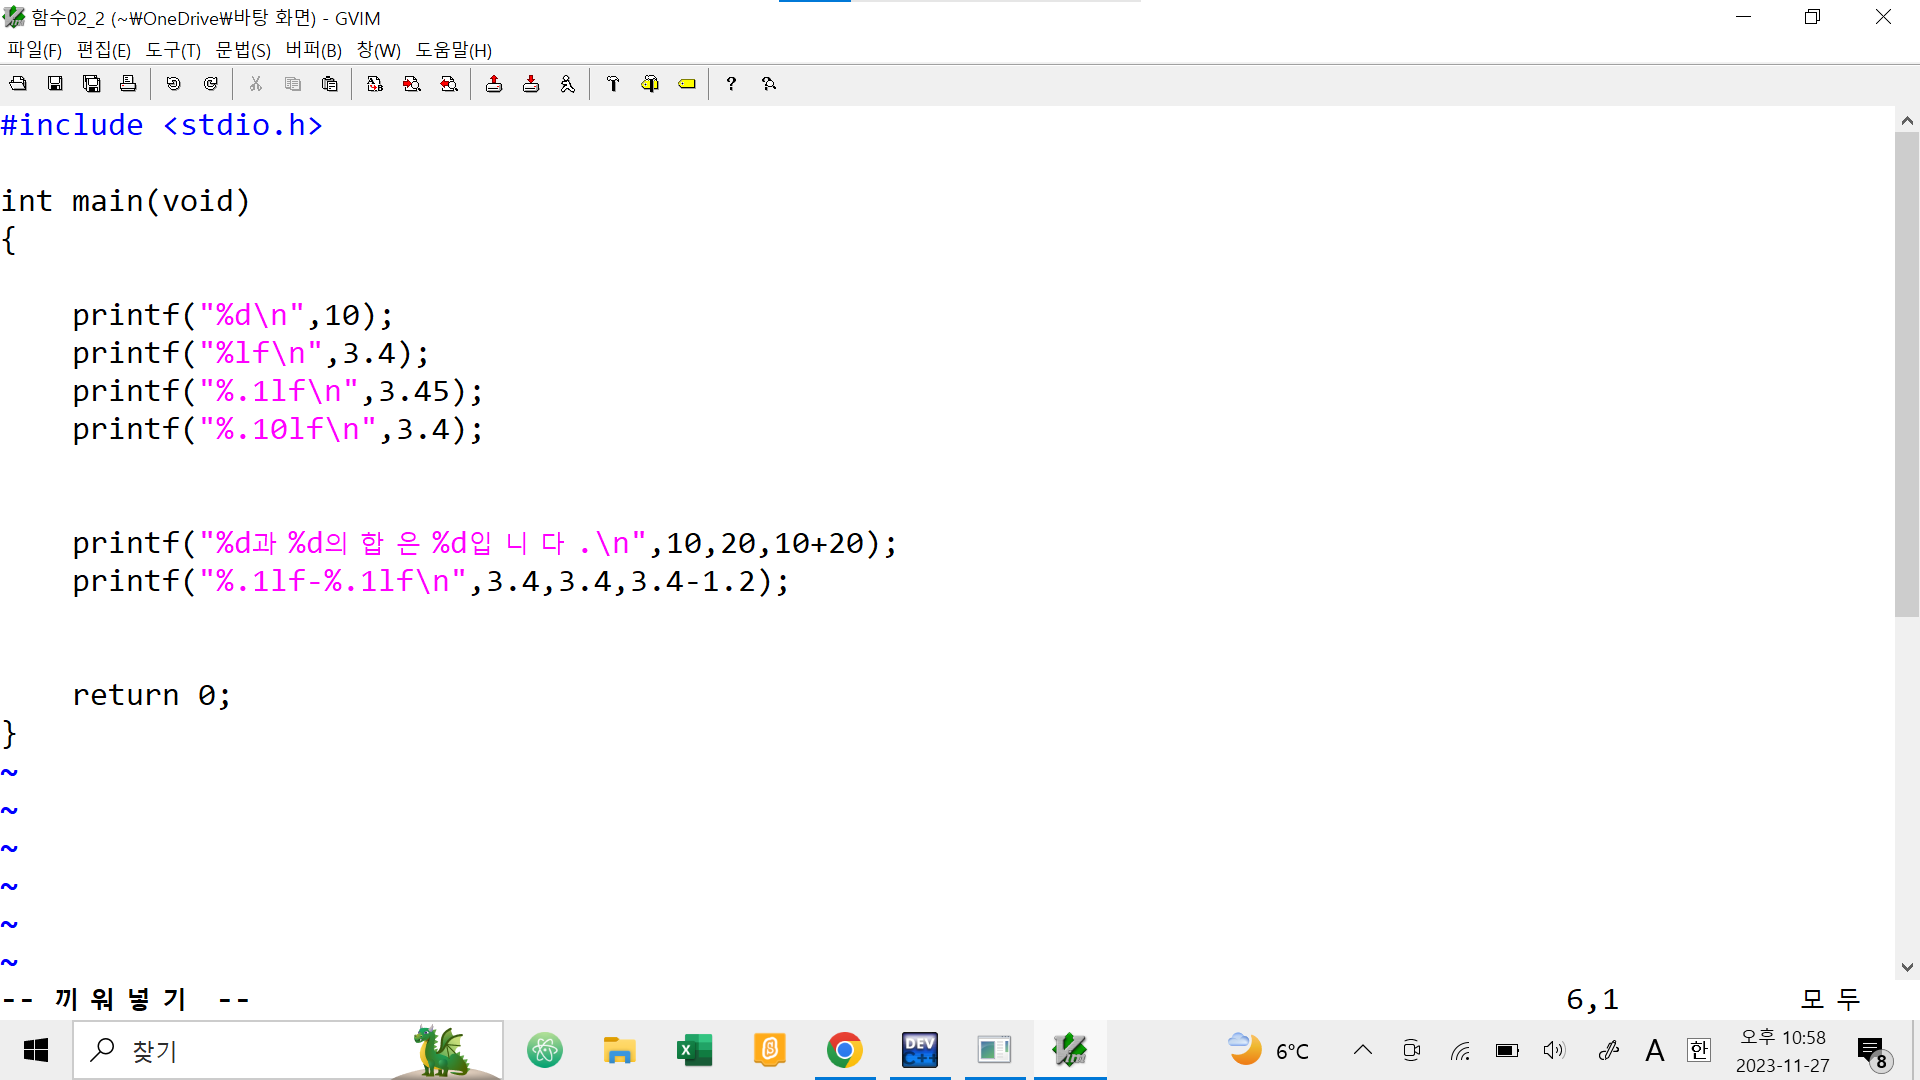 함수02_2 (~₩OneDrive₩바탕 화면) - GVIM
파일(F) 편집(E) 도구(T) 문법(S) 버퍼(B) 창(W) 도움말(H)
#include <stdio.h>
int main(void)
{
printf("%d\n",10);
printf("%lf\n",3.4);
printf("%.1lf\n",3.45);
printf("%.10lf\n",3.4);
printf("%d과 %d의 합 은 %d입 니 다 .\n",10,20,10+20);
printf("%.1lf-%.1lf\n",3.4,3.4,3.4-1.2);
return 0;
}
~
~
~
~
~
~
-- 끼 워 넣 기 -- 6,1 모 두
찾기 DEV C++ 6°C A 한 오후 10:58
2023-11-27 8